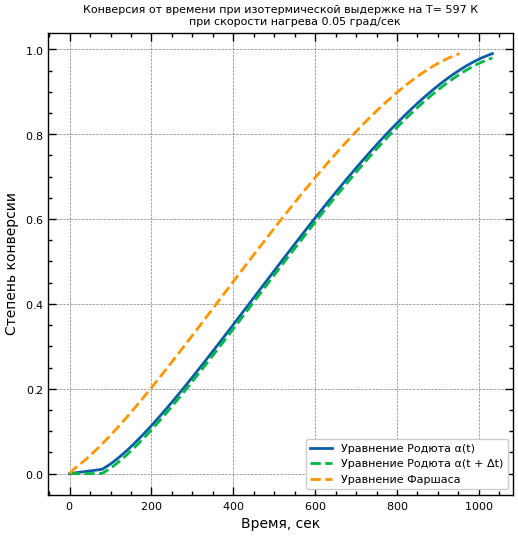 Конверсия от времени при изотермической выдержке на T= 597 K
при скорости нагрева 0.05 град/сек
Степень конверсии
1.0
0.8
0.6
0.4
0.2
0.0
Уравнение Родюта α(t)
Уравнение Родюта α(t + Δt)
Уравнение Фаршаса
0
200
400
600
800
1000
Время, сек